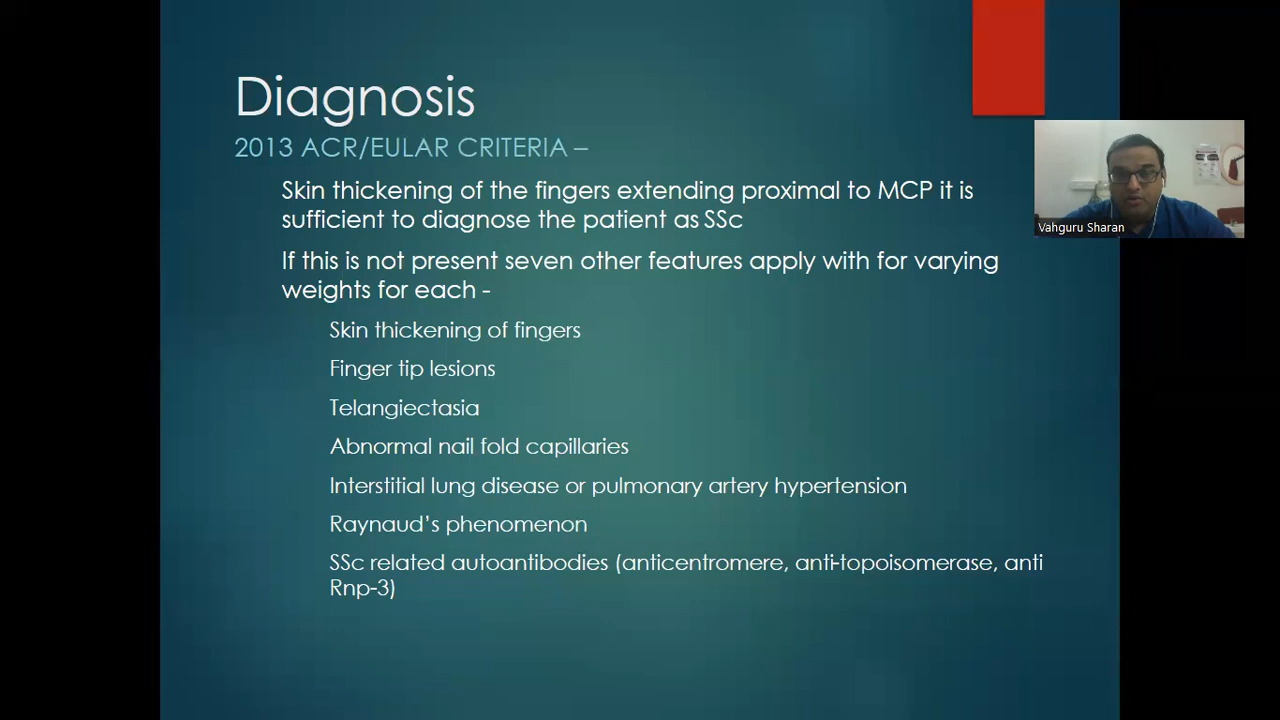 Diagnosis
2013 ACR/EULAR CRITERIA –
Skin thickening of the fingers extending proximal to MCP it is
sufficient to diagnose the patient as SSc
If this is not present seven other features apply with for varying
weights for each -
Skin thickening of fingers
Finger tip lesions
Telangiectasia
Abnormal nail fold capillaries
Interstitial lung disease or pulmonary artery hypertension
Raynaud’s phenomenon
SSc related autoantibodies (anticentromere, anti-topoisomerase, anti
Rnp-3)
Vahguru Sharan